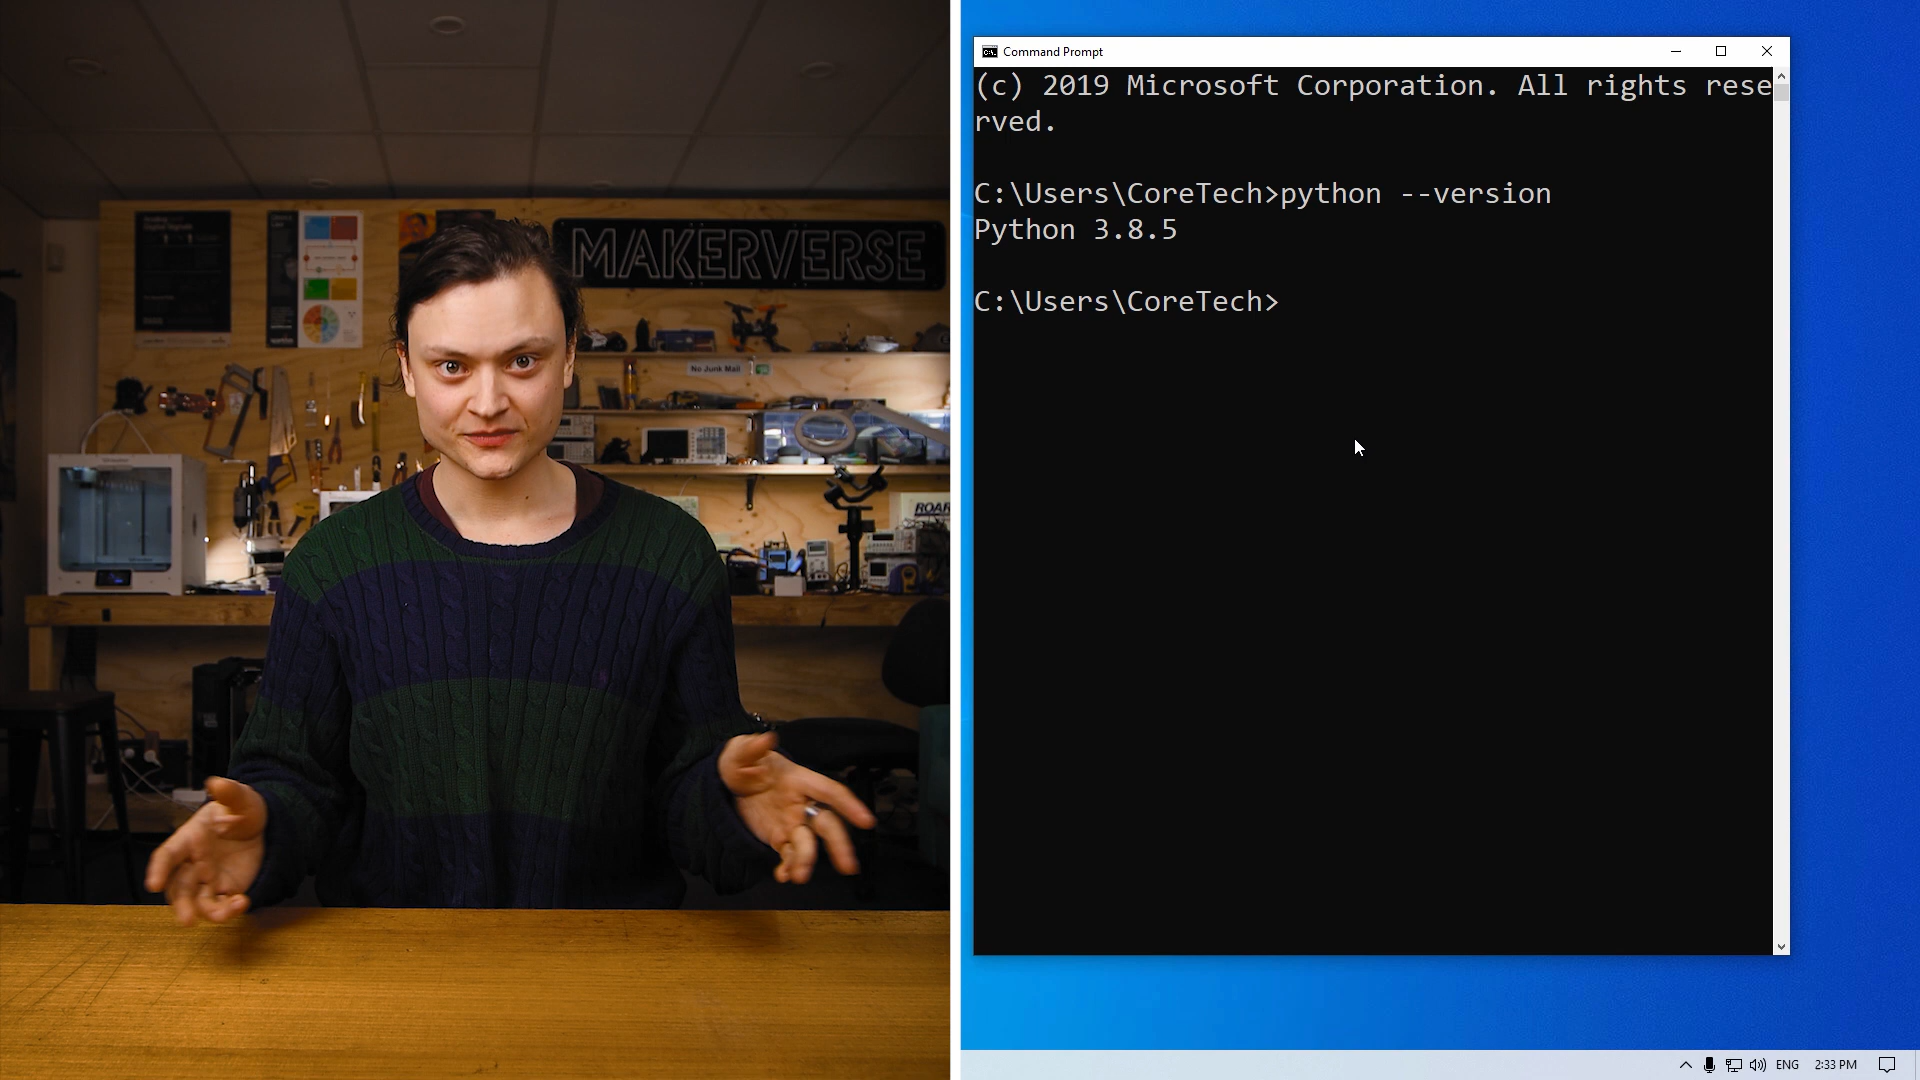 MAKERVERSE
No Junk Mail
ROAR
Command Prompt
(c) 2019 Microsoft Corporation. All rights rese
rved.
C:\Users\CoreTech>python --version
Python 3.8.5
C:\Users\CoreTech>
ENG
2:33 PM